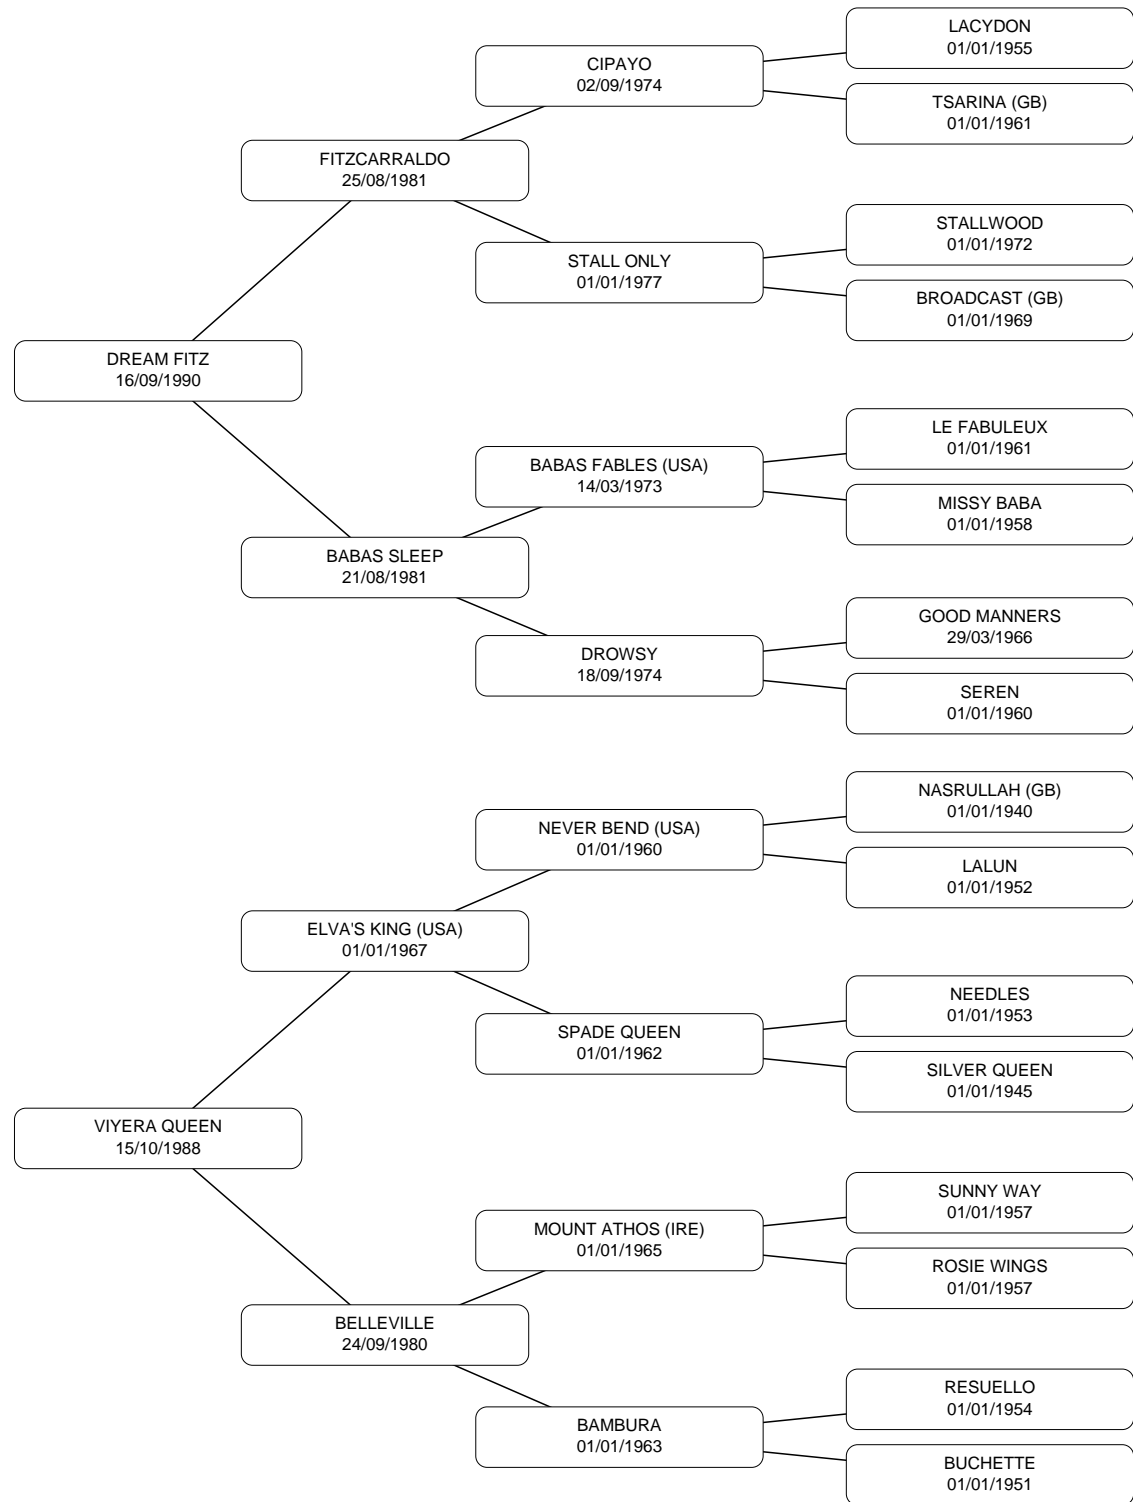 LACYDON
01/01/1955
CIPAYO
02/09/1974
TSARINA (GB)
01/01/1961
FITZCARRALDO
25/08/1981
STALLWOOD
01/01/1972
STALL ONLY
01/01/1977
BROADCAST (GB)
01/01/1969
DREAM FITZ
16/09/1990
LE FABULEUX
01/01/1961
BABAS FABLES (USA)
14/03/1973
MISSY BABA
01/01/1958
BABAS SLEEP
21/08/1981
GOOD MANNERS
29/03/1966
DROWSY
18/09/1974
SEREN
01/01/1960
NASRULLAH (GB)
01/01/1940
NEVER BEND (USA)
01/01/1960
LALUN
01/01/1952
ELVA'S KING (USA)
01/01/1967
NEEDLES
01/01/1953
SPADE QUEEN
01/01/1962
SILVER QUEEN
01/01/1945
VIYERA QUEEN
15/10/1988
SUNNY WAY
01/01/1957
MOUNT ATHOS (IRE)
01/01/1965
ROSIE WINGS
01/01/1957
BELLEVILLE
24/09/1980
RESUELLO
01/01/1954
BAMBURA
01/01/1963
BUCHETTE
01/01/1951